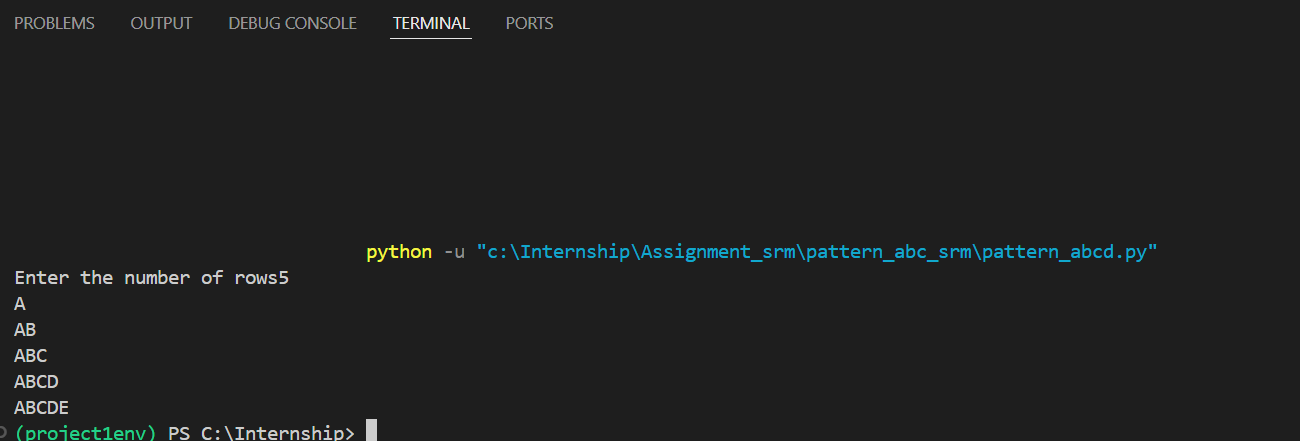 PROBLEMS OUTPUT DEBUG CONSOLE TERMINAL PORTS
python -u "c:\Internship\Assignment_srm\pattern_abc_srm\pattern_abcd.py"
Enter the number of rows5
A
AB
ABC
ABCD
ABCDE
(project1env) PS C:\Internship>